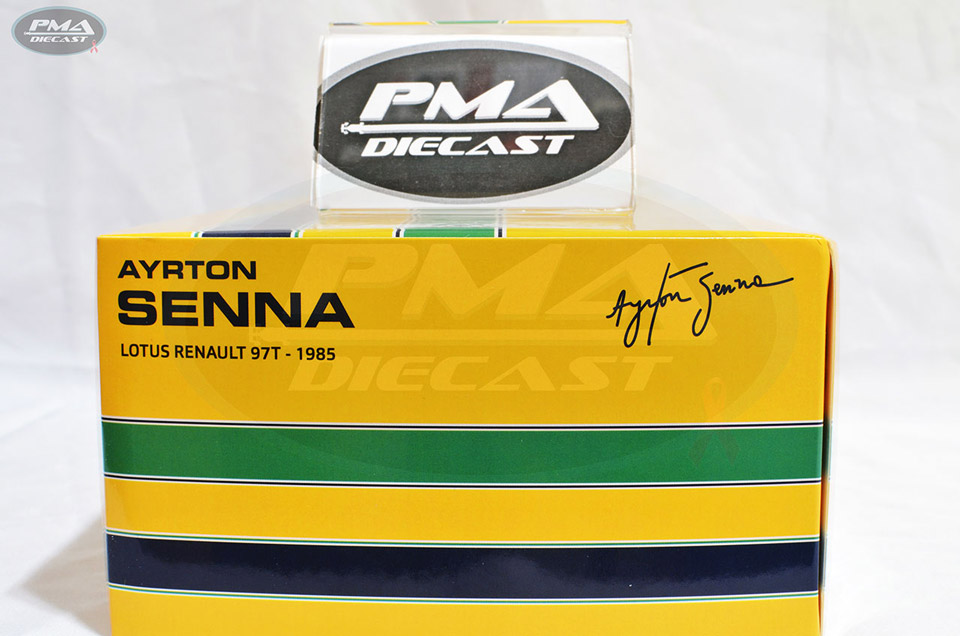 PMA
DIECAST
PMA
DIECAST
AYRTON
SENNA
LOTUS RENAULT 97T - 1985
Ayrton Senna
PMA
DIECAST